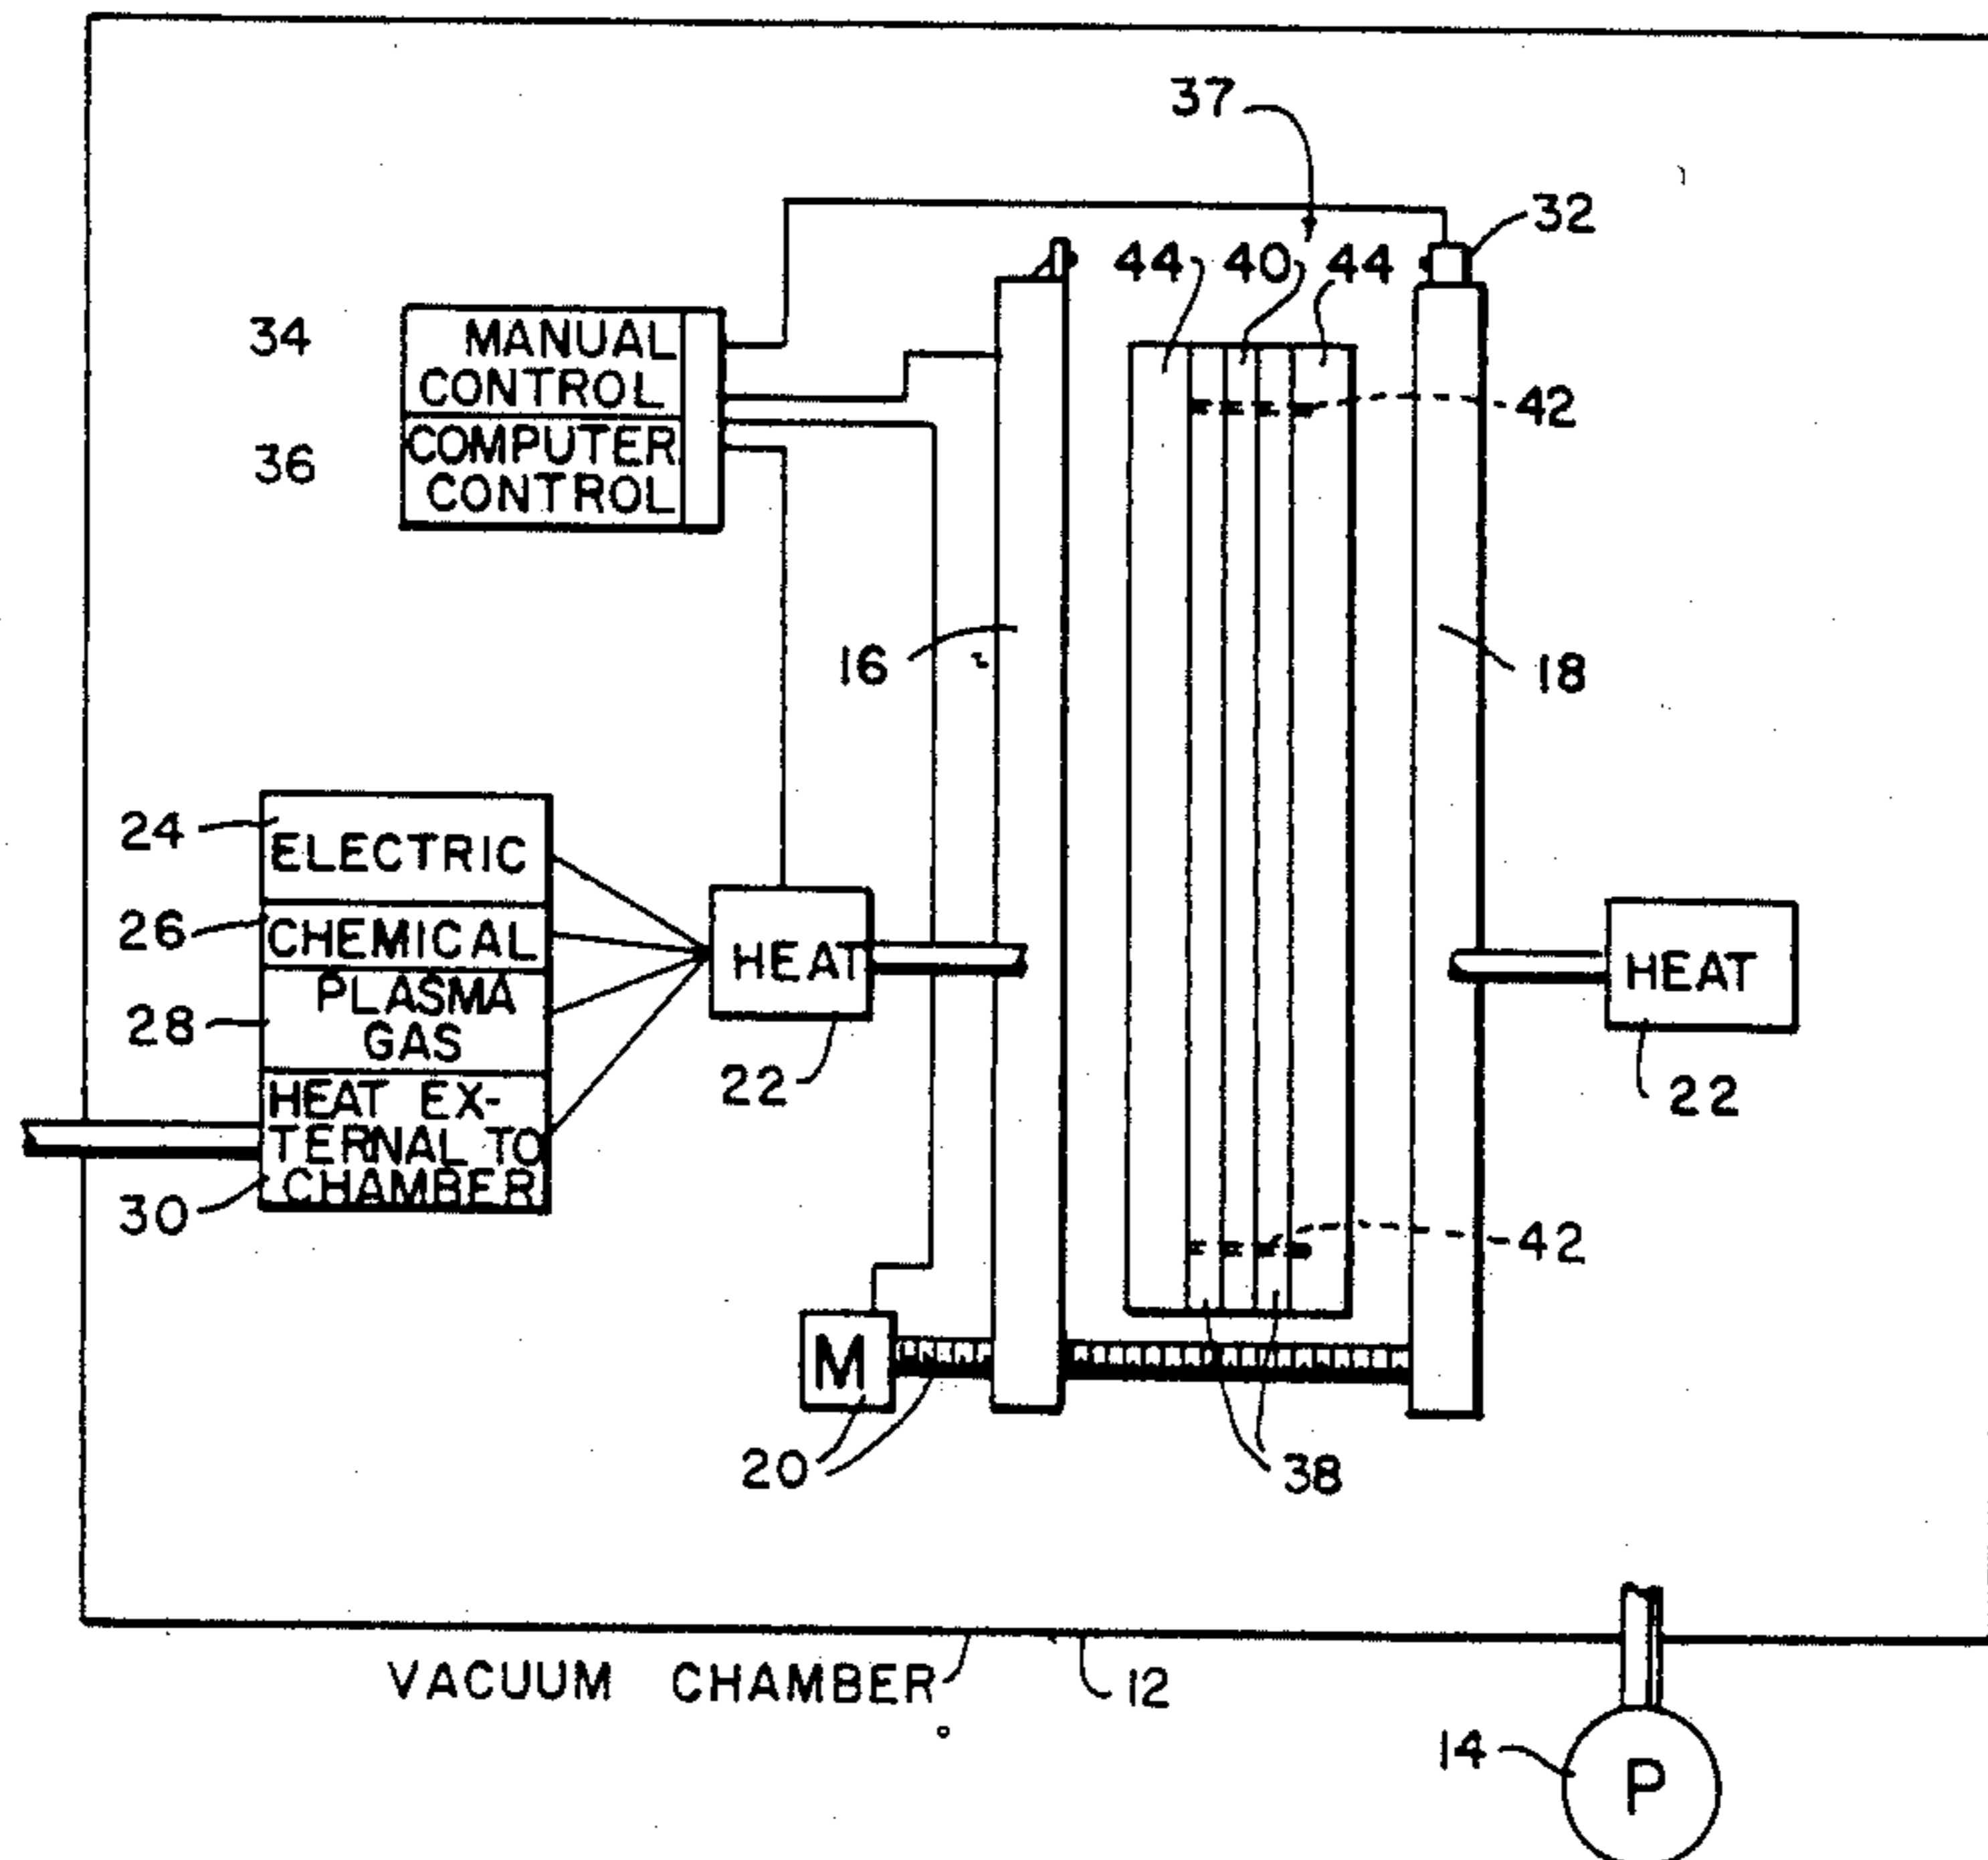 37
32
44 40 44
34
MANUAL
CONTROL
42
36
COMPUTER
CONTROL
16
18
24
ELECTRIC
26
CHEMICAL
HEAT
HEAT
28
PLASMA
GAS
22
22
HEAT EX-
TERNAL TO
CHAMBER
30
42
M
20
38
VACUUM CHAMBER
12
14
P